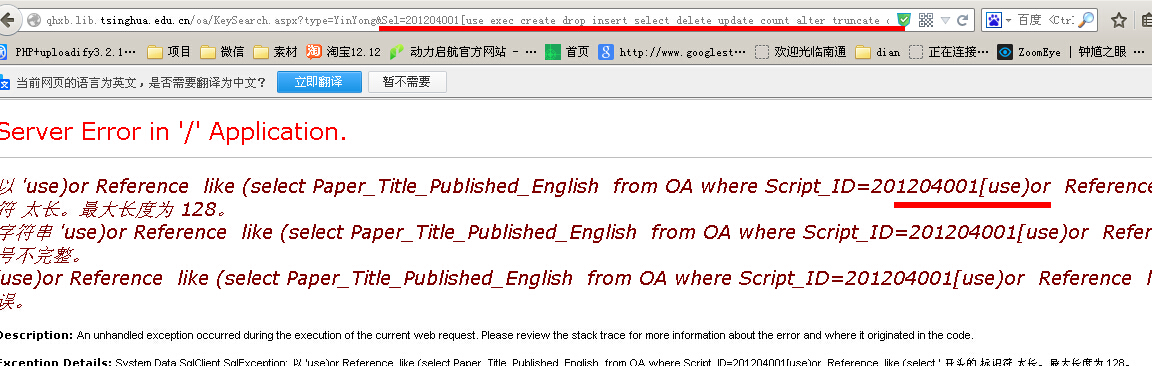 qhxb.lib.tsinghua.edu.cn/oa/KeySearch.aspx?type=YinYong&Sel=201204001[use exec create drop insert select delete update count alter truncate c
百度 <Ctrl
PHP+uploadify3.2.1… 项目 微信 素材 淘宝12.12 动力启航官方网站 - … 首页 http://www.googlest… 欢迎光临南通 dian 正在连接… ZoomEye | 钟馗之眼
当前网页的语言为英文，是否需要翻译为中文？ 立即翻译 暂不需要
Server Error in '/' Application.
以 'use)or Reference like (select Paper_Title_Published_English from OA where Script_ID=201204001[use)or Reference
符 太长。最大长度为 128。
字符串 'use)or Reference like (select Paper_Title_Published_English from OA where Script_ID=201204001[use)or Refer
号不完整。
use)or Reference like (select Paper_Title_Published_English from OA where Script_ID=201204001[use)or Reference
误。
Description: An unhandled exception occurred during the execution of the current web request. Please review the stack trace for more information about the error and where it originated in the code.
Exception Details: System.Data.SqlClient.SqlException: 以 'use)or Reference like (select Paper_Title_Published_English from OA where Script_ID=201204001[use)or Reference like (select ' 开头的 标识符 太长。最大长度为 128。